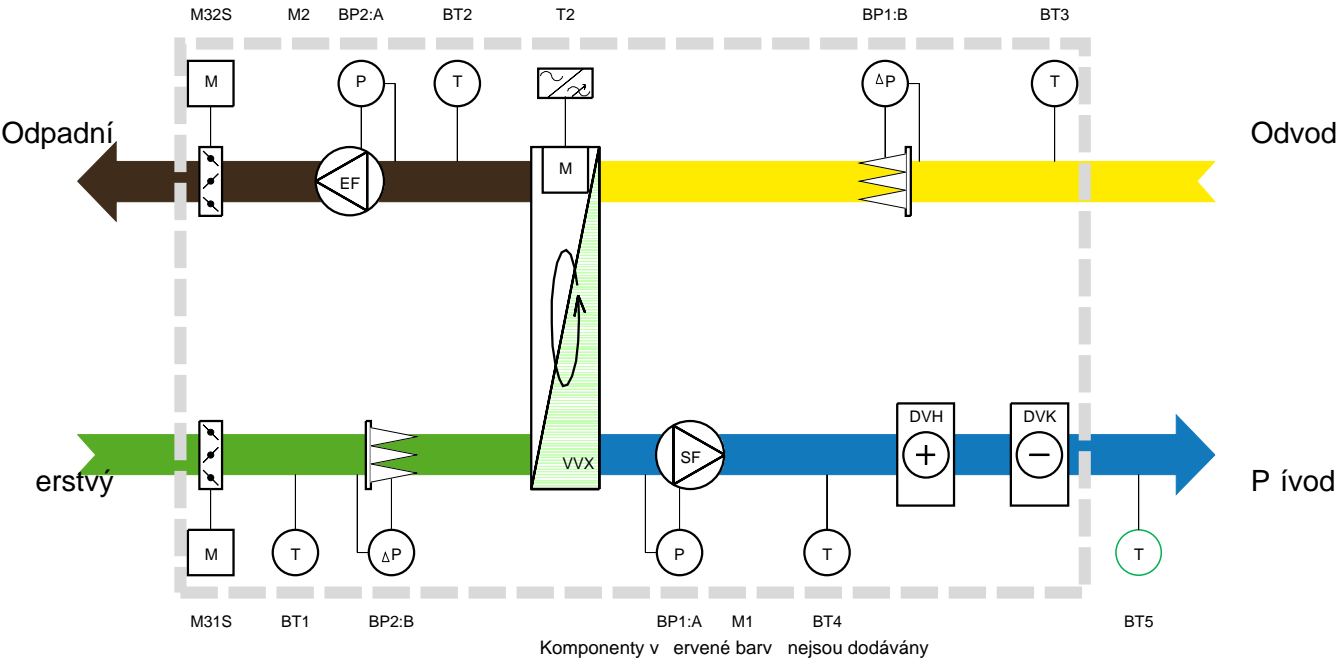 M32S M2 BP2:A BT2 T2 BP1:B BT3
M P T ΔP T
Odpadní Odvod
EF M
DVH DVK
VVX SF
erstvý P ívod
M T ΔP P T T
M31S BT1 BP2:B BP1:A M1 BT4 BT5
Komponenty v ervené barv nejsou dodávány